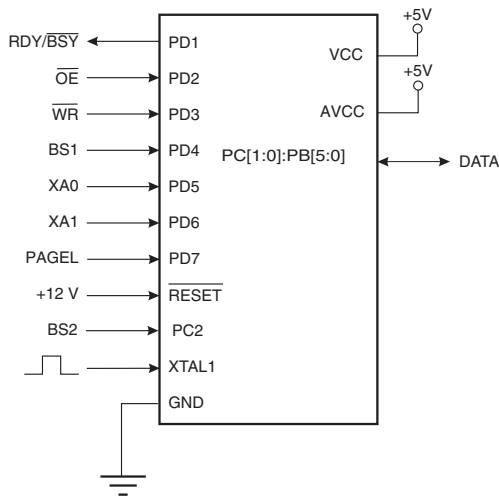 +5V
RDY/BSY PD1
VCC
OE PD2
+5V
WR PD3
AVCC
BS1 PD4
PC[1:0]:PB[5:0] DATA
XA0 PD5
XA1 PD6
PAGEL PD7
+12 V RESET
BS2 PC2
XTAL1
GND